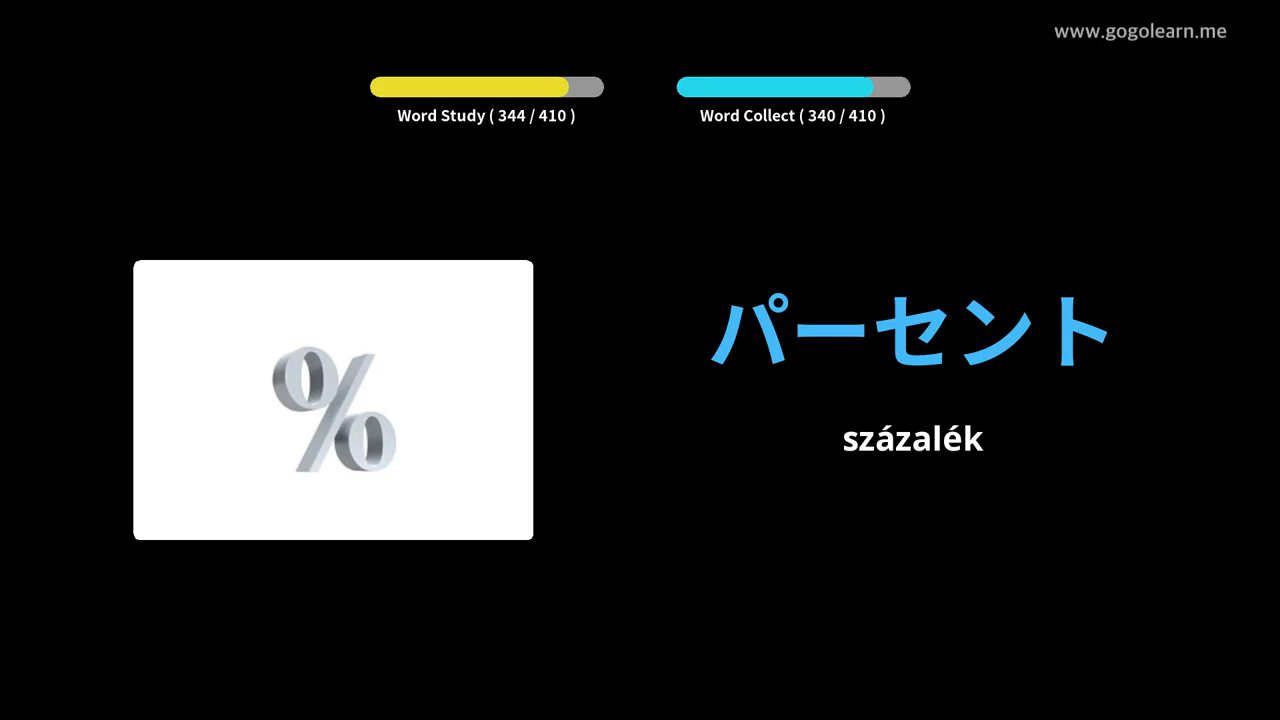 www.gogolearn.me
Word Study ( 344 / 410 )
Word Collect ( 340 / 410 )
%
パーセント
százalék